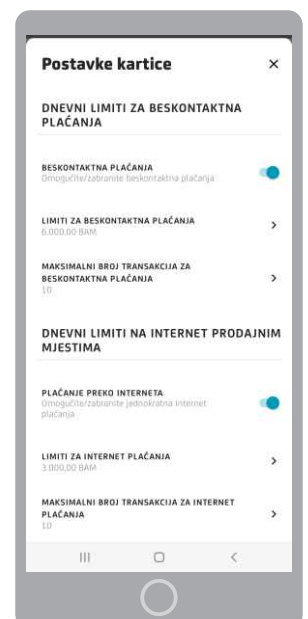 Postavke kartice
DNEVNI LIMITI ZA BESKONTAKTNA
PLAĆANJA
BESKONTAKTNA PLAĆANJA
Omogućite/zabranite beskontaktna plaćanja
LIMITI ZA BESKONTAKTNA PLAĆANJA
6.000,00 BAM
MAKSIMALNI BROJ TRANSAKCIJA ZA
BESKONTAKTNA PLAĆANJA
10
DNEVNI LIMITI NA INTERNET PRODAJNIM
MJESTIMA
PLAĆANJE PREKO INTERNETA
Omogućite/zabranite jednokratna Internet
plaćanja
LIMITI ZA INTERNET PLAĆANJA
3.000,00 BAM
MAKSIMALNI BROJ TRANSAKCIJA ZA INTERNET
PLAĆANJA
10